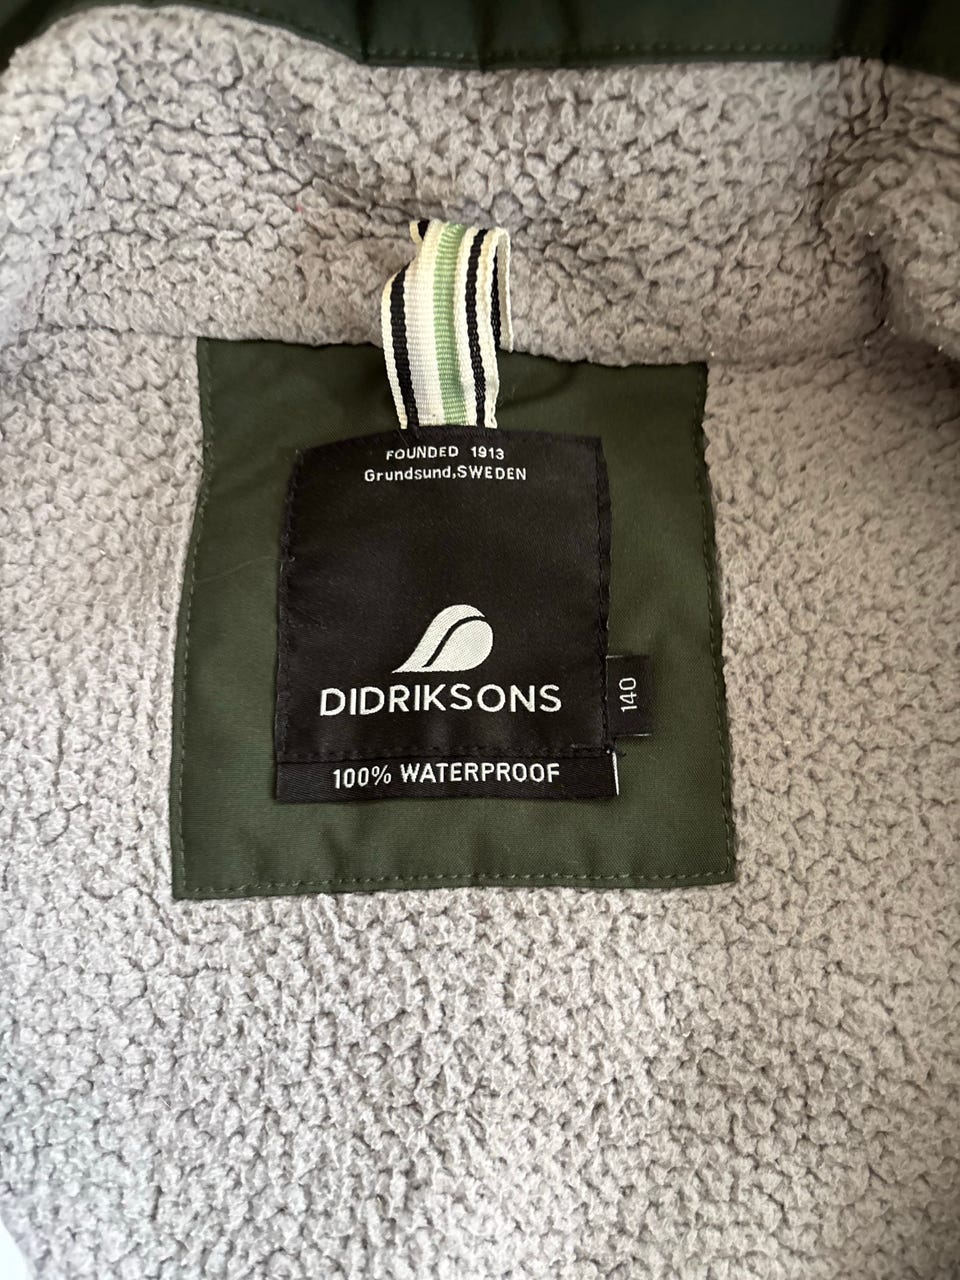 FOUNDED 1913
Grundsund,SWEDEN
DIDRIKSONS
140
100% WATERPROOF